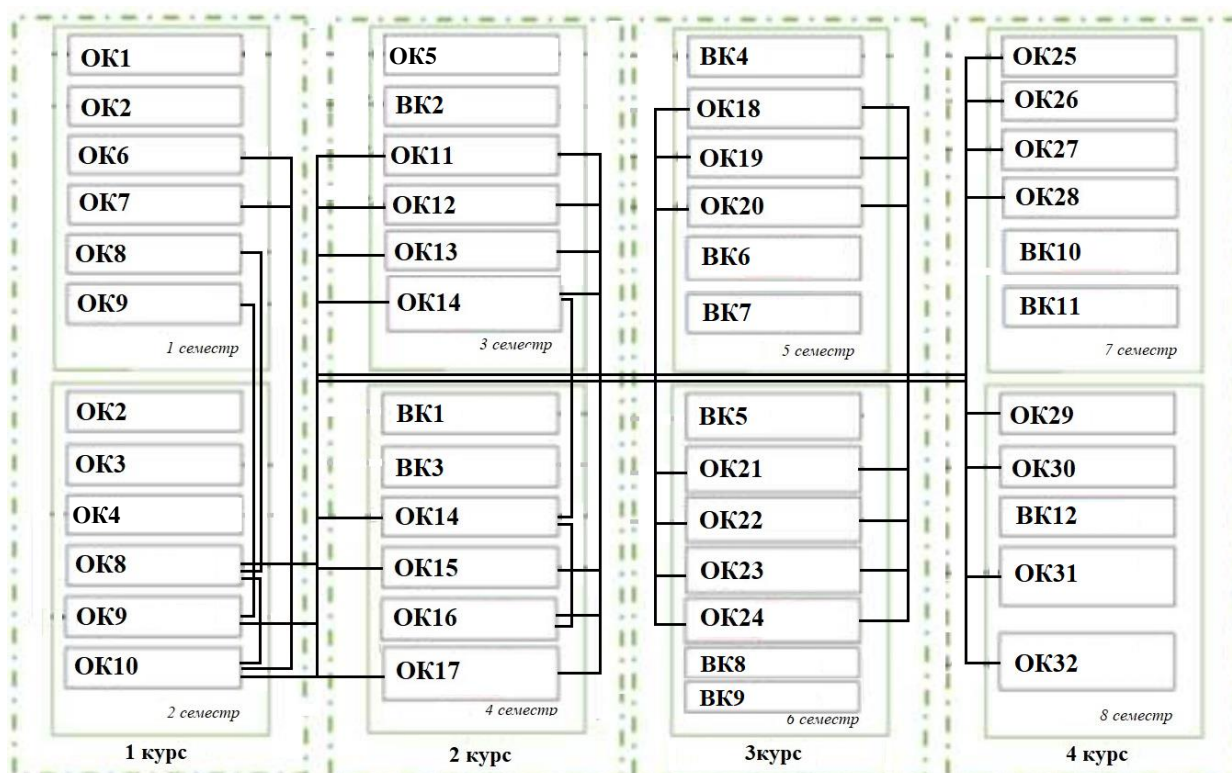 ОК1
ОК2
ОК6
ОК7
ОК8
ОК9
1 семестр
ОК2
ОК3
ОК4
ОК8
ОК9
ОК10
2 семестр
1 курс
ОК5
ВК2
ОК11
ОК12
ОК13
ОК14
3 семестр
ВК1
ВК3
ОК14
ОК15
ОК16
ОК17
4 семестр
2 курс
ВК4
ОК18
ОК19
ОК20
ВК6
ВК7
5 семестр
ВК5
ОК21
ОК22
ОК23
ОК24
ВК8
ВК9
6 семестр
3курс
ОК25
ОК26
ОК27
ОК28
ВК10
ВК11
7 семестр
ОК29
ОК30
ВК12
ОК31
ОК32
8 семестр
4 курс